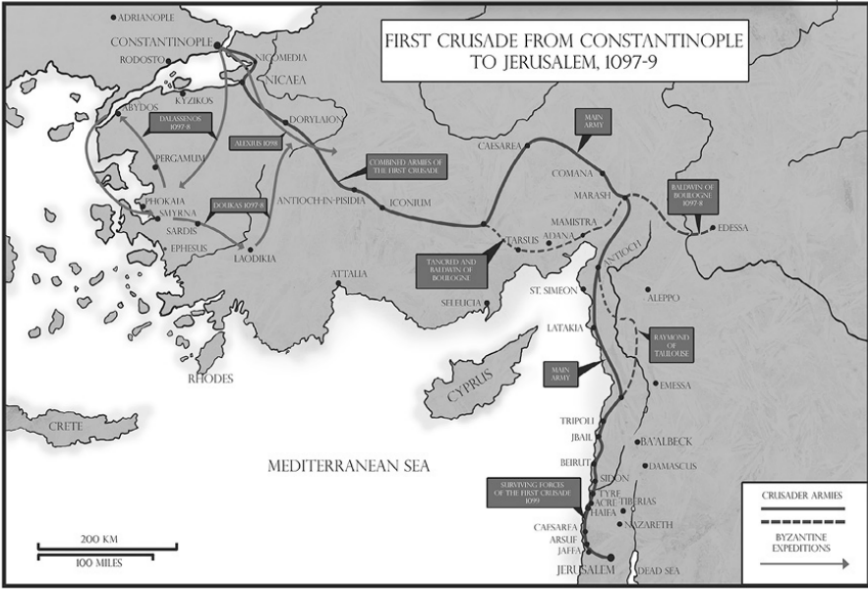 FIRST CRUSADE FROM CONSTANTINOPLE
TO JERUSALEM, 1097-9
ADRIANOPLE
CONSTANTINOPLE
RODOSTO
NICOMEDIA
NICAEA
KYZIKOS
ABYDOS
DALASSENOS
1097-8
DORYLAION
ALEXIUS 1098
PERGAMUM
COMBINED ARMIES
OF THE FIRST CRUSADE
CAESAREA
MAIN
ARMY
COMANA
MARASH
BALDWIN OF
BOULOGNE
1097-8
EDESSA
PHOKAIA
SMYRNA
SARDIS
DOUKAS 1097-8
EPHESUS
LAODIKIA
ANTIOCH-IN-PISIDIA
ICONIUM
MAMISTRA
ADANA
TARSUS
TANCRED AND
BALDWIN OF
BOULOGNE
ANTIOCH
ATTALIA
SELEUCIA
ST. SIMEON
ALEPPO
LATAKIA
RAYMOND
OF
TAULOUSE
RHODES
CYPRUS
MAIN
ARMY
EMESSA
CRETE
TRIPOLI
JBAIL
BA'ALBECK
MEDITERRANEAN SEA
BEIRUT
DAMASCUS
SIDON
SURVIVING FORCES
OF THE FIRST CRUSADE
1099
TYRE
ACRE
TIBERIAS
HAIFA
NAZARETH
CAESAREA
ARSUF
JAFFA
JERUSALEM
DEAD SEA
200 KM
100 MILES
CRUSADER ARMIES
BYZANTINE
EXPEDITIONS